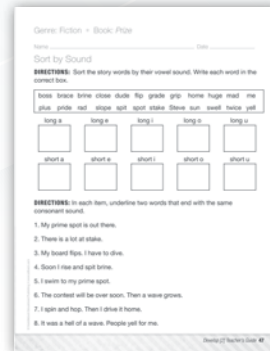 Genre: Fiction • Book: Prize
Name Date
Sort by Sound
DIRECTIONS: Sort the story words by their vowel sound. Write each word in the correct box.
boss brace brine close dude flip grade grip home huge mad me
plus pride rad slope spit spot stake Steve sun swell twice yell
long a long e long i long o long u
short a short e short i short o short u
DIRECTIONS: In each item, underline two words that end with the same consonant sound.
1. My prime spot is out there.
2. There is a lot at stake.
3. My board flips. I have to dive.
4. Soon I rise and spit brine.
5. I swim to my prime spot.
6. The contest will be over soon. Then a wave grows.
7. I spin and hop. Then I drive it home.
8. It was a hell of a wave. People yell for me.
Teacher's Guide